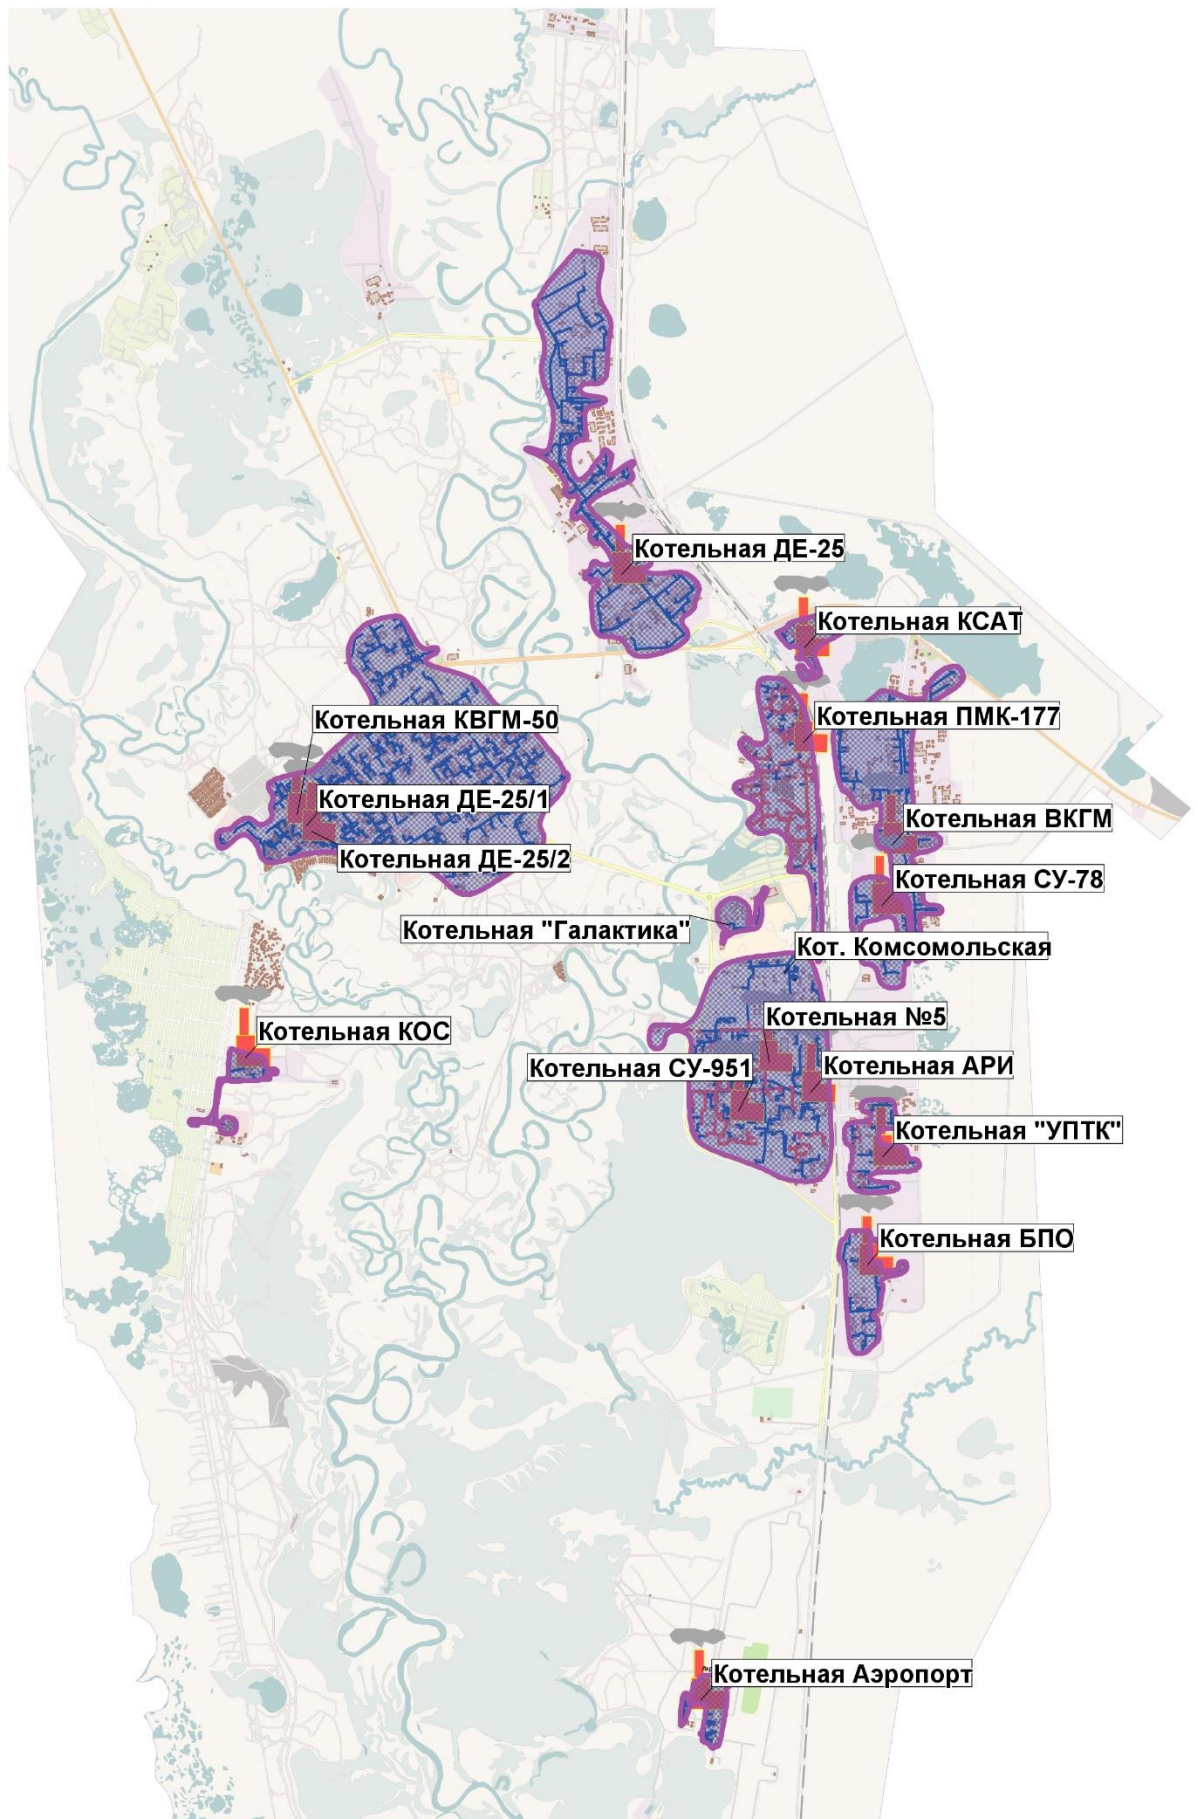 Котельная ДЕ-25
Котельная КСАТ
Котельная КВГМ-50
Котельная ПМК-177
Котельная ДЕ-25/1
Котельная ВКГМ
Котельная ДЕ-25/2
Котельная СУ-78
Котельная "Галактика"
Кот. Комсомольская
Котельная КОС
Котельная №5
Котельная СУ-951
Котельная АРИ
Котельная "УПТК"
Котельная БПО
Котельная Аэропорт